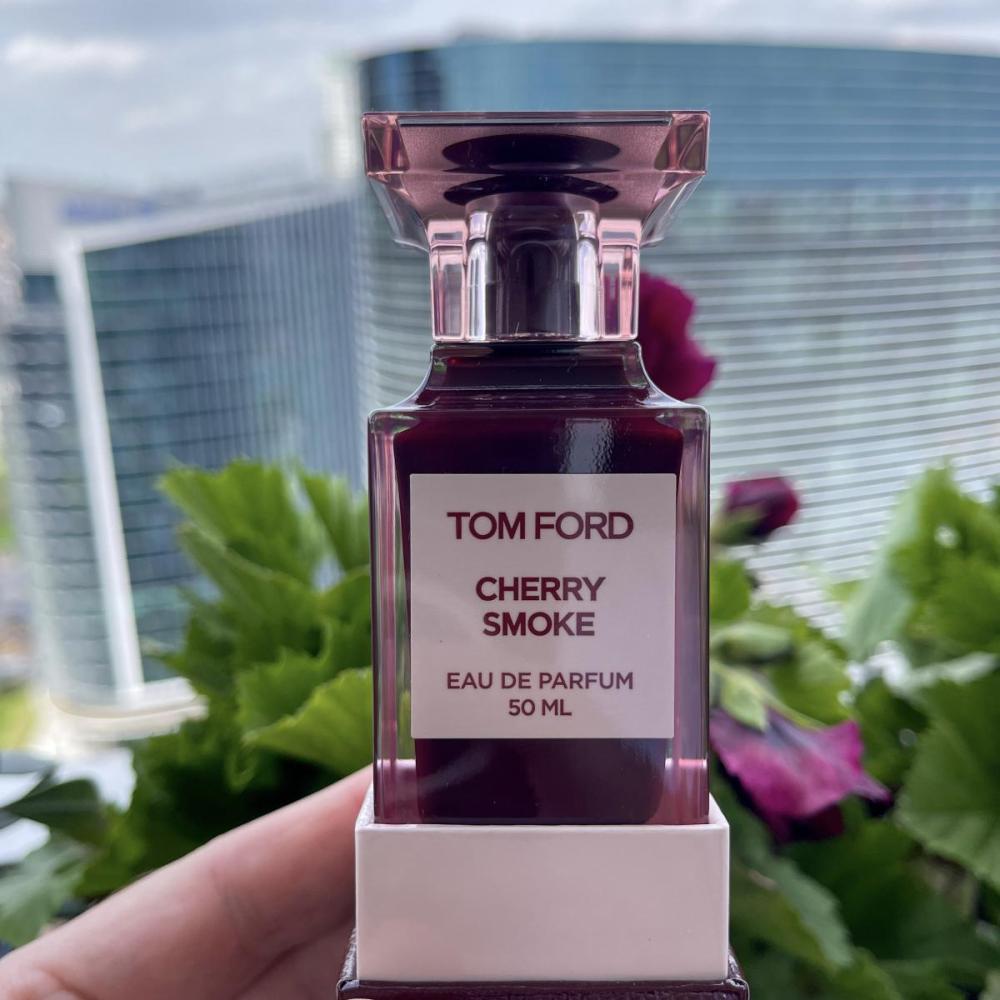 TOM FORD
CHERRY
SMOKE
EAU DE PARFUM
50 ML